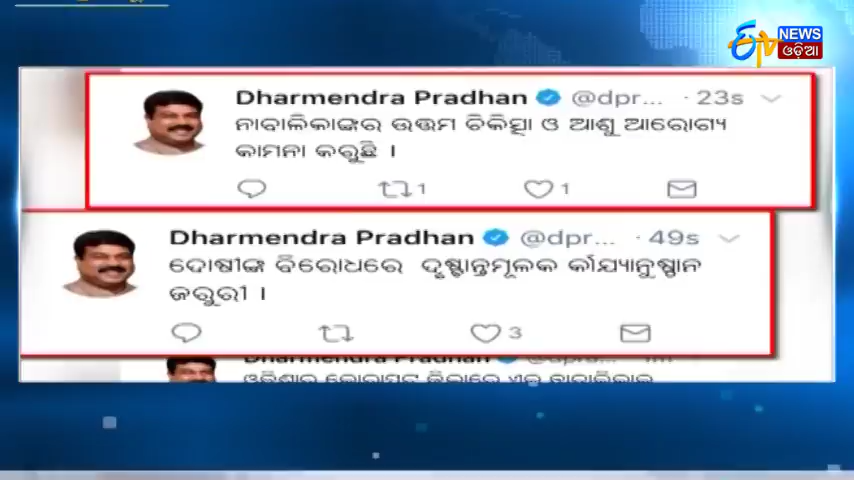 ETV NEWS
ଓଡ଼ିଆ
Dharmendra Pradhan @dpr... · 23s
ନାବାଳିକାଙ୍କର ଉତ୍ତମ ଚିକିତ୍ସା ଓ ଆଶୁ ଆରୋଗ୍ୟ
କାମନା କରୁଛି ।
1 1
Dharmendra Pradhan @dpr... · 49s
ଦୋଷୀଙ୍କ ବିରୋଧରେ ଦୃଷ୍ଟାନ୍ତମୂଳକ କାର୍ଯ୍ୟାନୁଷ୍ଠାନ
ଜରୁରୀ ।
3
Dharmendra Pradhan